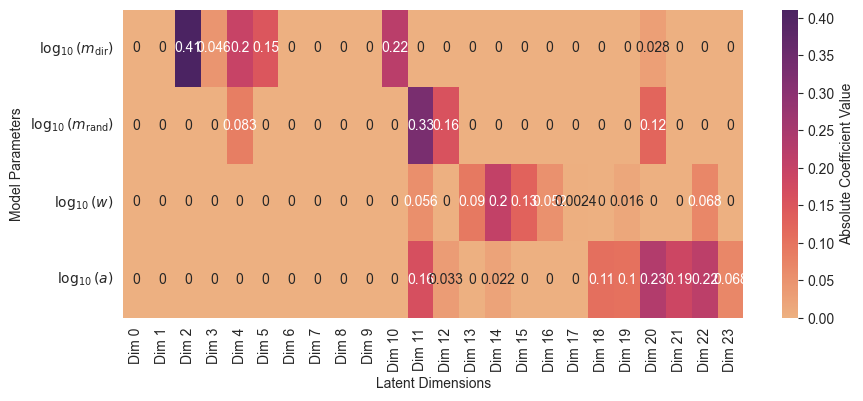 log10 (mdir) 0 0 0.41 0.046 0.2 0.15 0 0 0 0 0.22 0 0 0 0 0 0 0 0 0 0.028 0 0 0
log10 (mrand) 0 0 0 0 0.083 0 0 0 0 0 0 0.33 0.16 0 0 0 0 0 0 0 0.12 0 0 0
log10 (w) 0 0 0 0 0 0 0 0 0 0 0 0.056 0 0.09 0.2 0.13 0.0024 0 0.016 0 0 0.068 0
log10 (a) 0 0 0 0 0 0 0 0 0 0 0 0.16 0.033 0 0.022 0 0 0 0.11 0.1 0.23 0.19 0.22 0.068
Model Parameters
Dim 0 Dim 1 Dim 2 Dim 3 Dim 4 Dim 5 Dim 6 Dim 7 Dim 8 Dim 9 Dim 10 Dim 11 Dim 12 Dim 13 Dim 14 Dim 15 Dim 16 Dim 17 Dim 18 Dim 19 Dim 20 Dim 21 Dim 22 Dim 23
Latent Dimensions
0.40
0.35
0.30
0.25
0.20
0.15
0.10
0.05
0.00
Absolute Coefficient Value